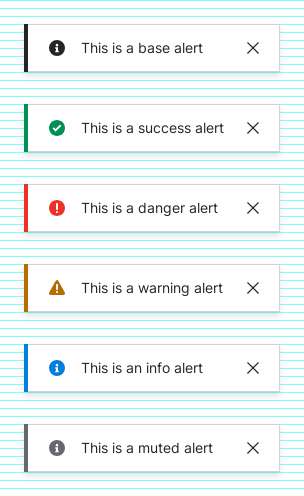 This is a base alert
This is a success alert
This is a danger alert
This is a warning alert
This is an info alert
This is a muted alert